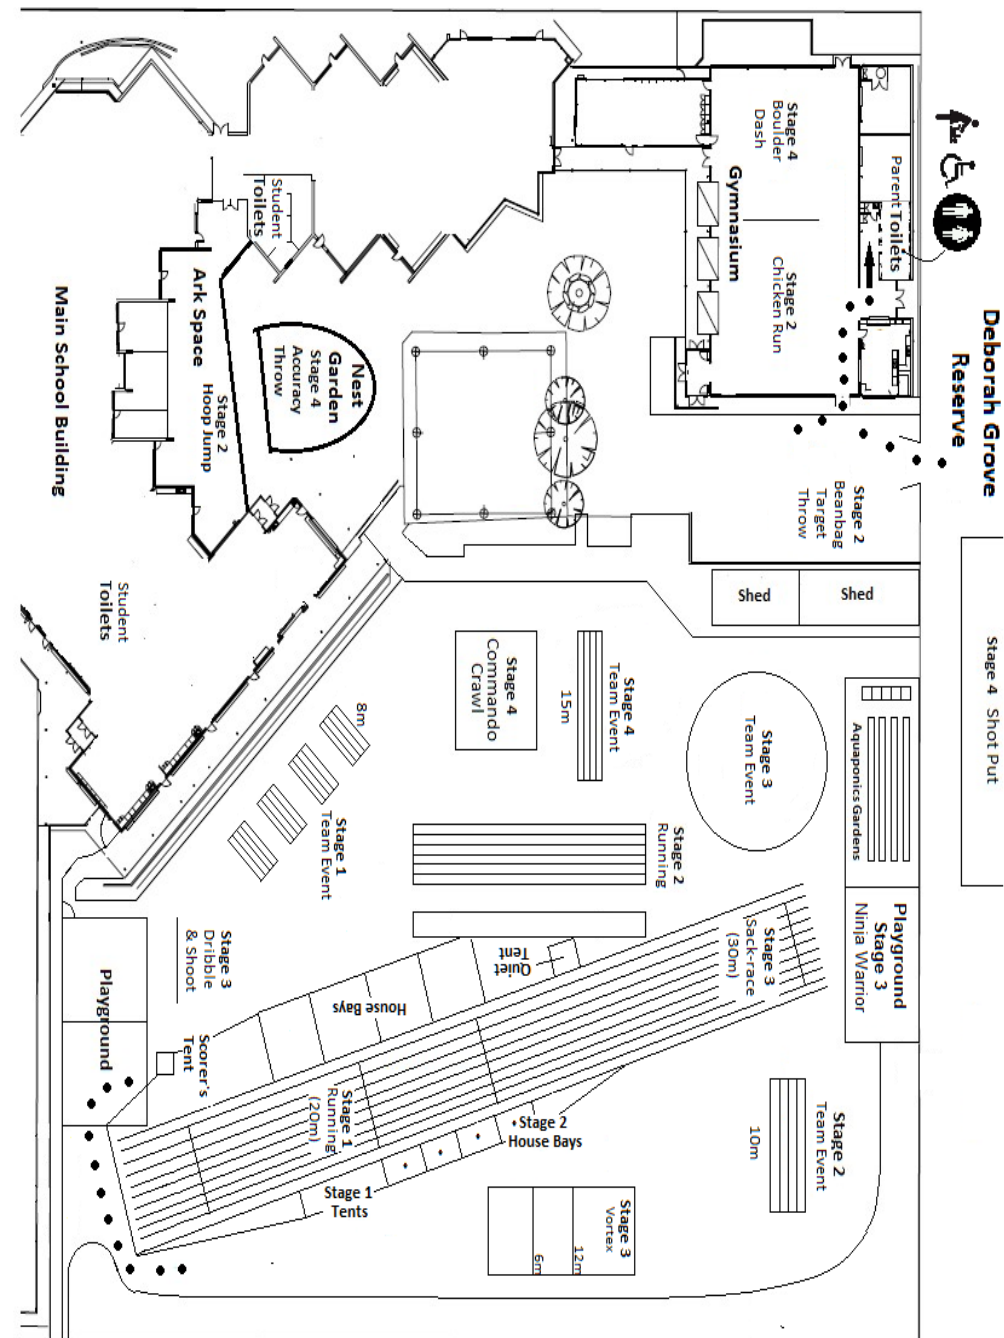 Deborah Grove
Reserve
Stage 4 Shot Put
Parent Toilets
Stage 4
Boulder
Dash
Gymnasium
Stage 2
Chicken Run
Stage 2
Beanbag
Target
Throw
Shed
Shed
Student
Toilets
Ark Space
Nest
Garden
Stage 4
Accuracy
Throw
Stage 2
Hoop Jump
Main School Building
Student
Toilets
Stage 4
Commando
Crawl
Stage 4
Team Event
15m
Stage 3
Team Event
Aquaponics Gardens
8m
Stage 1
Team Event
Stage 2
Running
Playground
Stage 3
Ninja Warrior
Stage 3
Sack-race
(30m)
Quiet
Tent
House Bays
Stage 3
Dribble
& Shoot
Playground
Scorer's
Tent
Stage 1
Running
(20m)
Stage 2
House Bays
Stage 1
Tents
Stage 2
Team Event
10m
Stage 3
Vortex
12m
6m